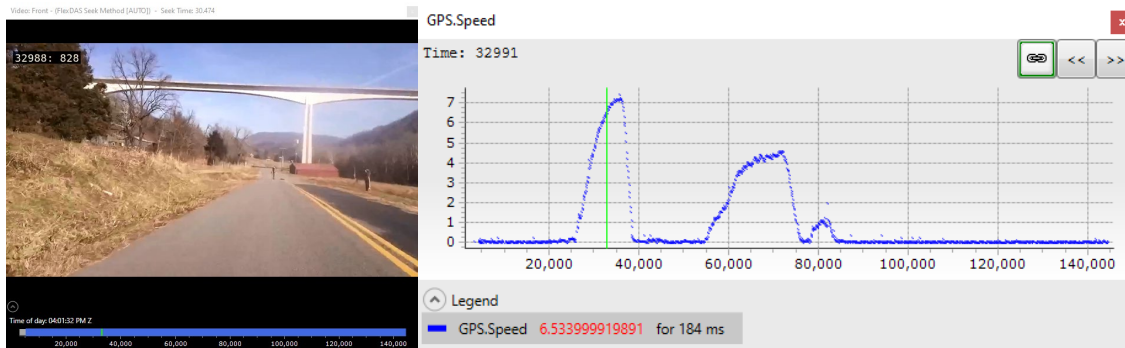 Video: Front - (FlexDAS Seek Method [AUTO]) - Seek Time: 30.474
32988: 828
Time of day: 04:01:32 PM Z
20,000 40,000 60,000 80,000 100,000 120,000 140,000
GPS.Speed
x
Time: 32991
<< >>
7
6
5
4
3
2
1
0
20,000 40,000 60,000 80,000 100,000 120,000 140,000
Legend
GPS.Speed 6.533999919891 for 184 ms